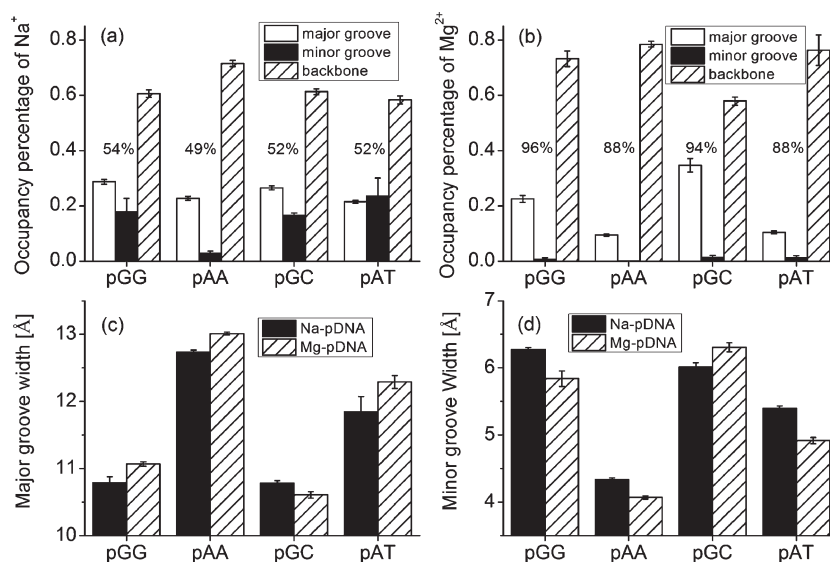 (a)
major groove
minor groove
backbone
Occupancy percentage of Na+
0.8
0.6
0.4
0.2
0.0
54%
49%
52%
52%
pGG
pAA
pGC
pAT
(b)
major groove
minor groove
backbone
Occupancy percentage of Mg2+
0.8
0.6
0.4
0.2
0.0
96%
88%
94%
88%
pGG
pAA
pGC
pAT
(c)
Na-pDNA
Mg-pDNA
Major groove width [Å]
13
12
11
10
pGG
pAA
pGC
pAT
(d)
Na-pDNA
Mg-pDNA
Minor groove Width [Å]
7
6
5
4
pGG
pAA
pGC
pAT